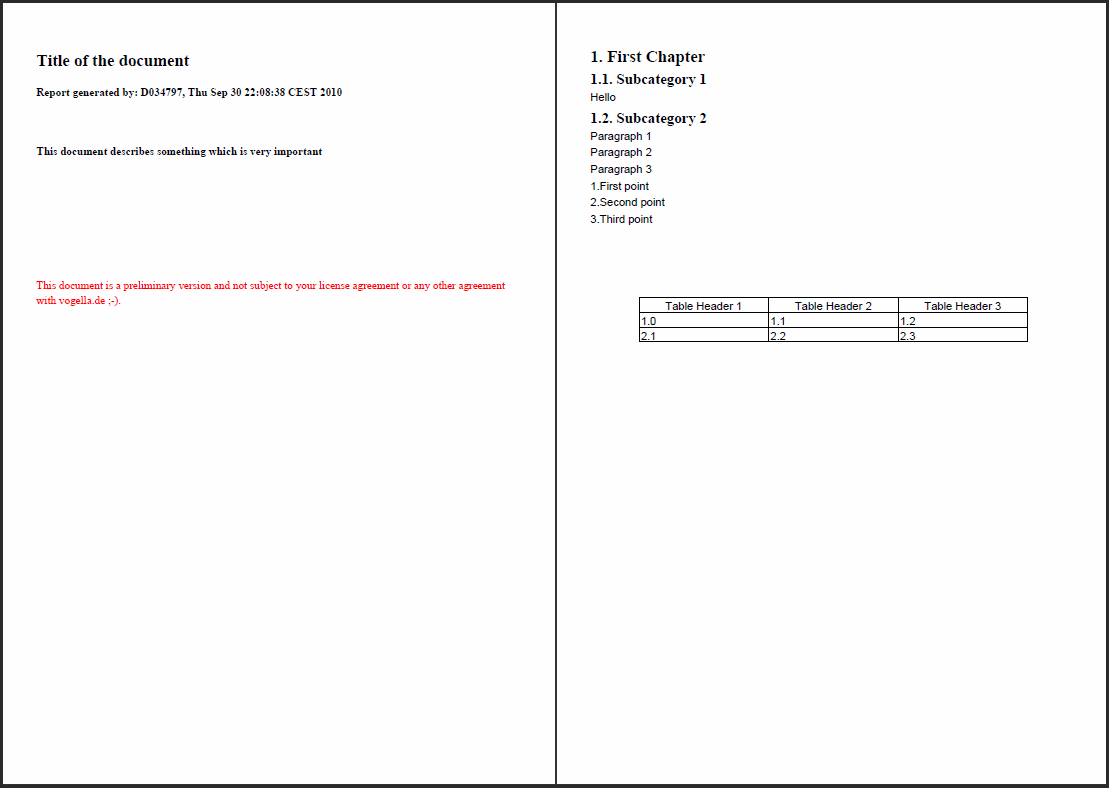 Title of the document
Report generated by: D034797, Thu Sep 30 22:08:38 CEST 2010
This document describes something which is very important
This document is a preliminary version and not subject to your license agreement or any other agreement
with vogella.de ;-).
1. First Chapter
1.1. Subcategory 1
Hello
1.2. Subcategory 2
Paragraph 1
Paragraph 2
Paragraph 3
1.First point
2.Second point
3.Third point
Table Header 1 Table Header 2 Table Header 3
1.0 1.1 1.2
2.1 2.2 2.3